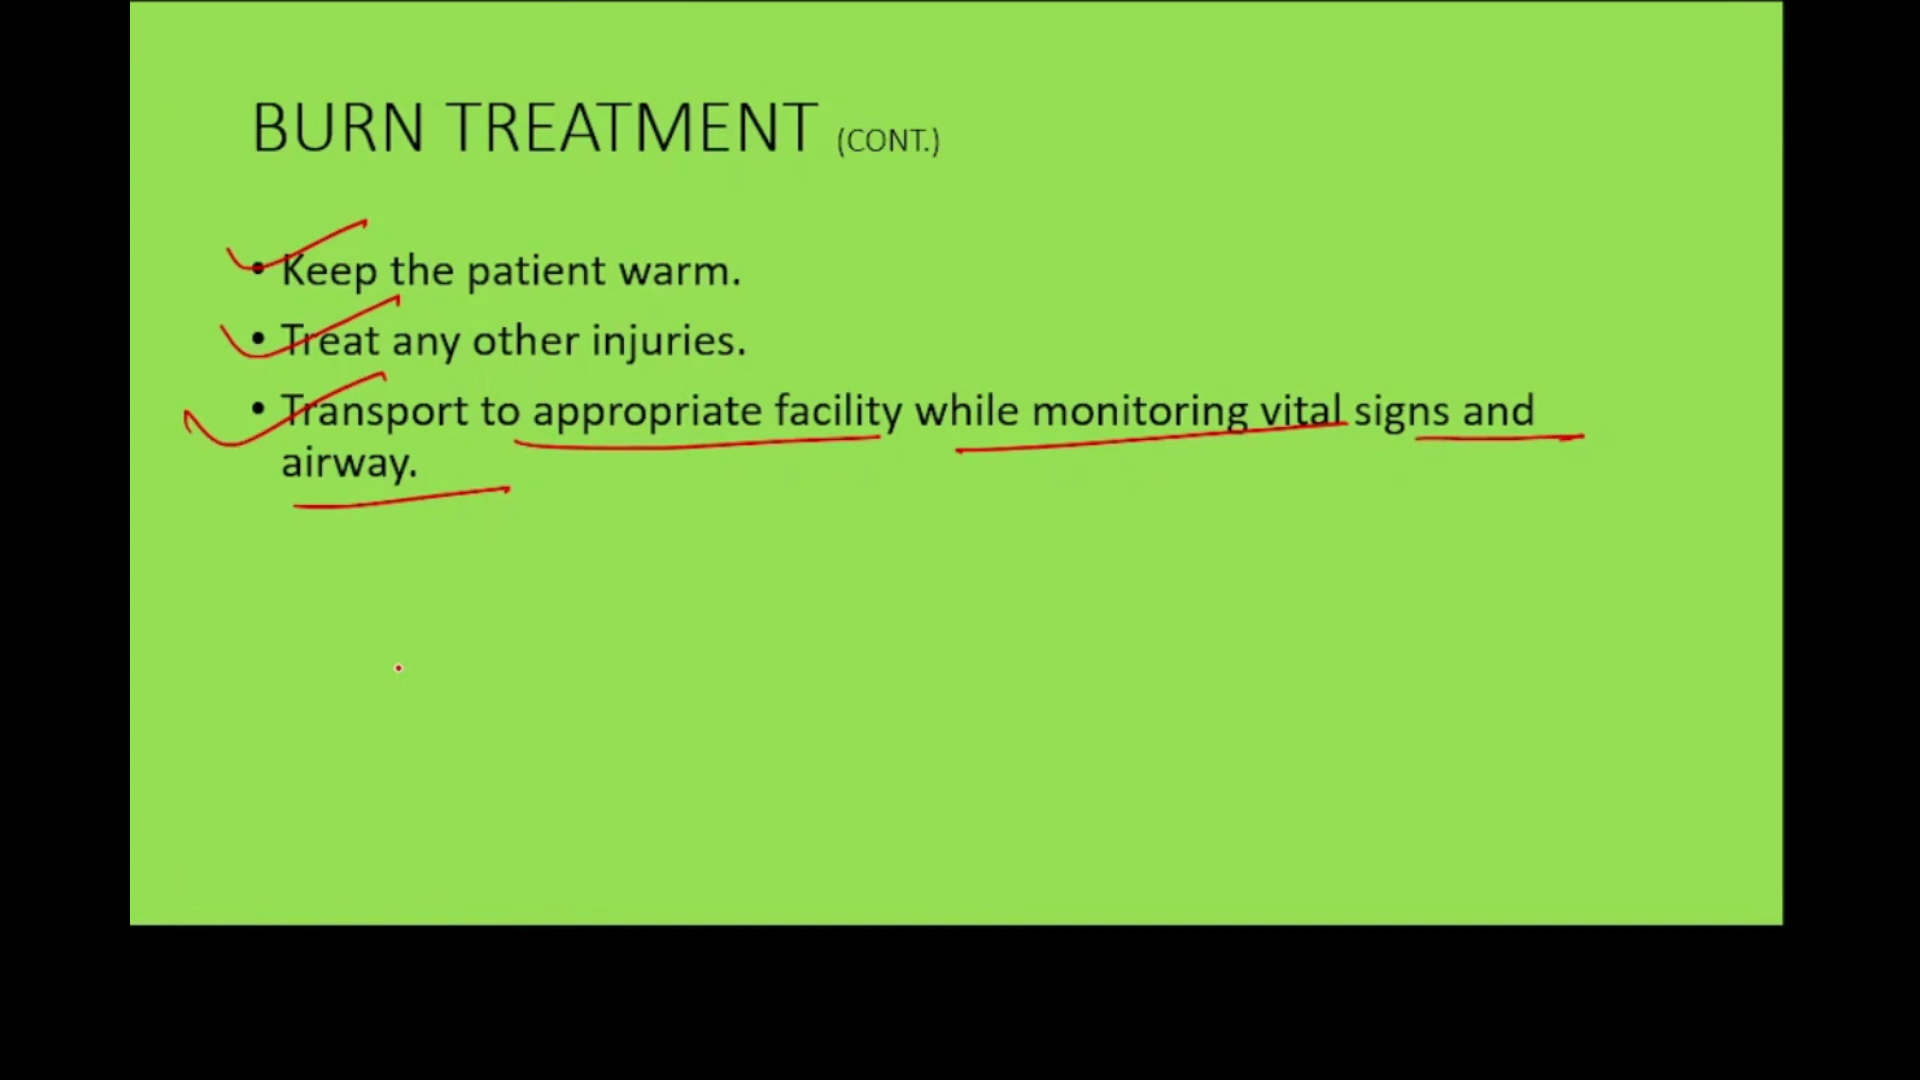 BURN TREATMENT (CONT.)
• Keep the patient warm.
• Treat any other injuries.
• Transport to appropriate facility while monitoring vital signs and
airway.